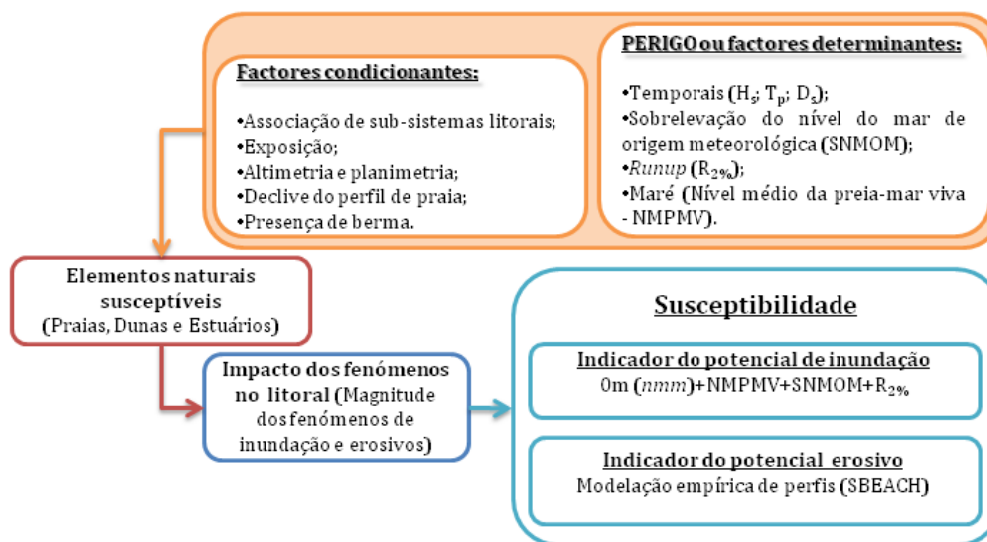 Factores condicionantes:
•Associação de sub-sistemas litorais;
•Exposição;
•Altimetria e planimetria;
•Declive do perfil de praia;
•Presença de berma.
PERIGO ou factores determinantes:
•Temporais (Hs; Tp; Ds);
•Sobrelevação do nível do mar de
origem meteorológica (SNMOM);
•Runup (R2%);
•Maré (Nível médio da preia-mar viva
- NMPMV).
Elementos naturais
susceptíveis
(Praias, Dunas e Estuários)
Impacto dos fenómenos
no litoral (Magnitude
dos fenómenos de
inundação e erosivos)
Susceptibilidade
Indicador do potencial de inundação
0m (nmm)+NMPMV+SNMOM+R2%
Indicador do potencial erosivo
Modelação empírica de perfis (SBEACH)